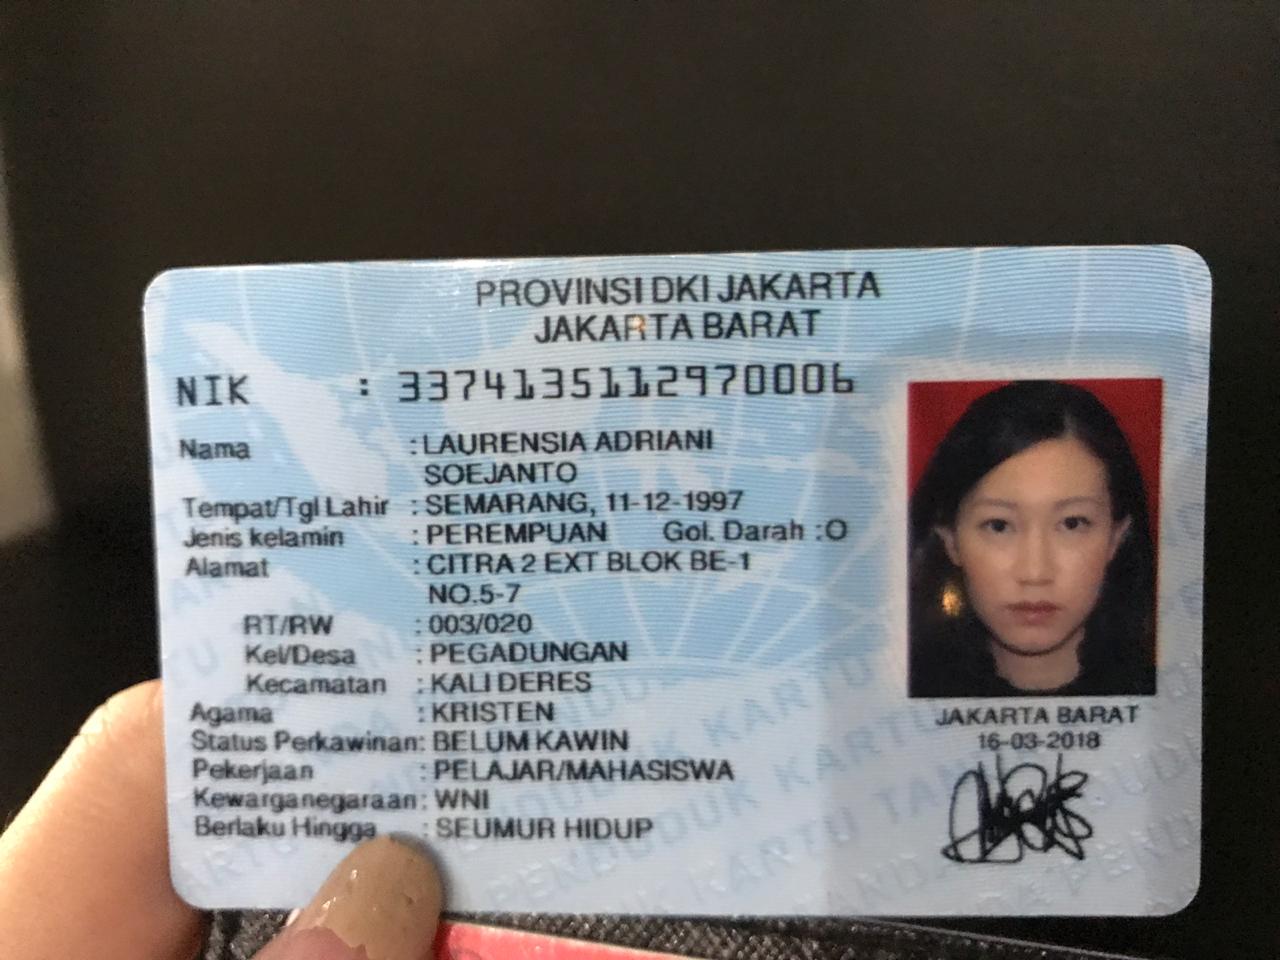 PROVINSI DKI JAKARTA
JAKARTA BARAT
NIK : 3374135112970006
Nama : LAURENSIA ADRIANI
SOEJANTO
Tempat/Tgl Lahir : SEMARANG, 11-12-1997
Jenis kelamin : PEREMPUAN Gol. Darah : O
Alamat : CITRA 2 EXT BLOK BE-1
NO.5-7
RT/RW : 003/020
Kel/Desa : PEGADUNGAN
Kecamatan : KALI DERES
Agama : KRISTEN
Status Perkawinan: BELUM KAWIN
Pekerjaan : PELAJAR/MAHASISWA
Kewarganegaraan : WNI
Berlaku Hingga : SEUMUR HIDUP
JAKARTA BARAT
16-03-2018